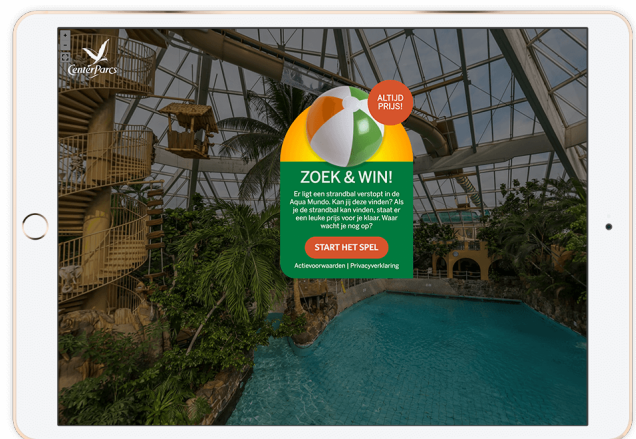 CenterParcs
ALTIJD
PRIJS!
ZOEK & WIN!
Er ligt een strandbal verstopt in de
Aqua Mundo. Kan jij deze vinden? Als
je de strandbal kan vinden, staat er
een leuke prijs voor je klaar. Waar
wacht je nog op?
START HET SPEL
Actievoorwaarden | Privacyverklaring